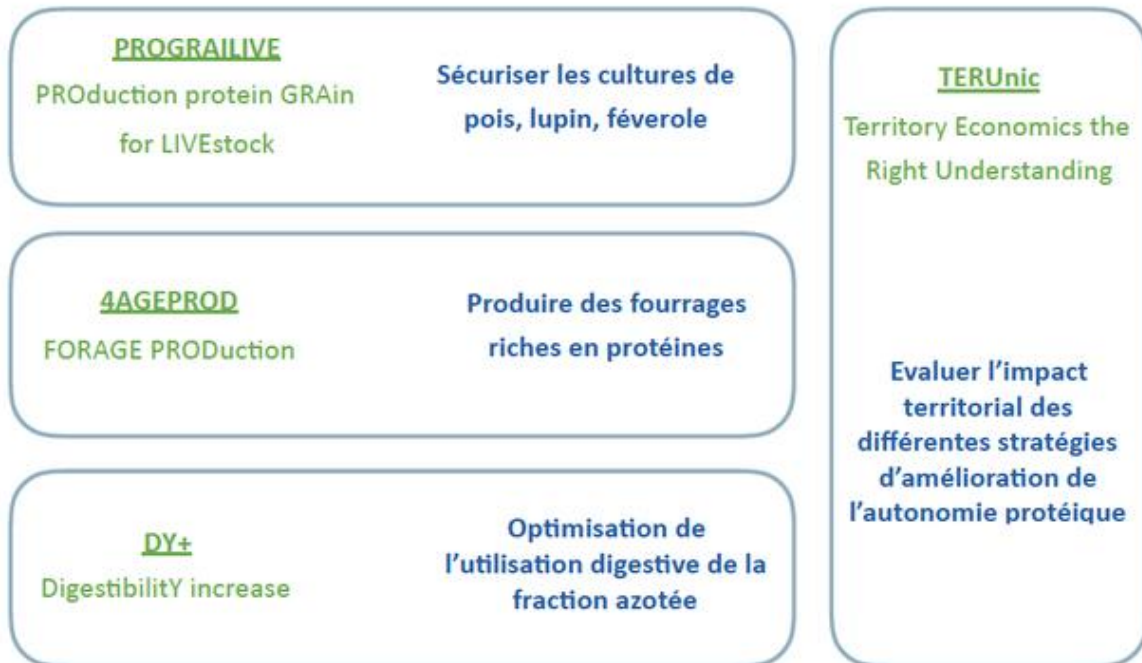 PROGRAILIVE
PROduction protein GRAin
for LIVEstock
Sécuriser les cultures de
pois, lupin, féverole
4AGEPROD
FORAGE PRODuction
Produire des fourrages
riches en protéines
DY+
DigestibilitY increase
Optimisation de
l'utilisation digestive de la
fraction azotée
TERUnic
Territory Economics the
Right Understanding
Evaluer l'impact
territorial des
différentes stratégies
d'amélioration de
l'autonomie protéique